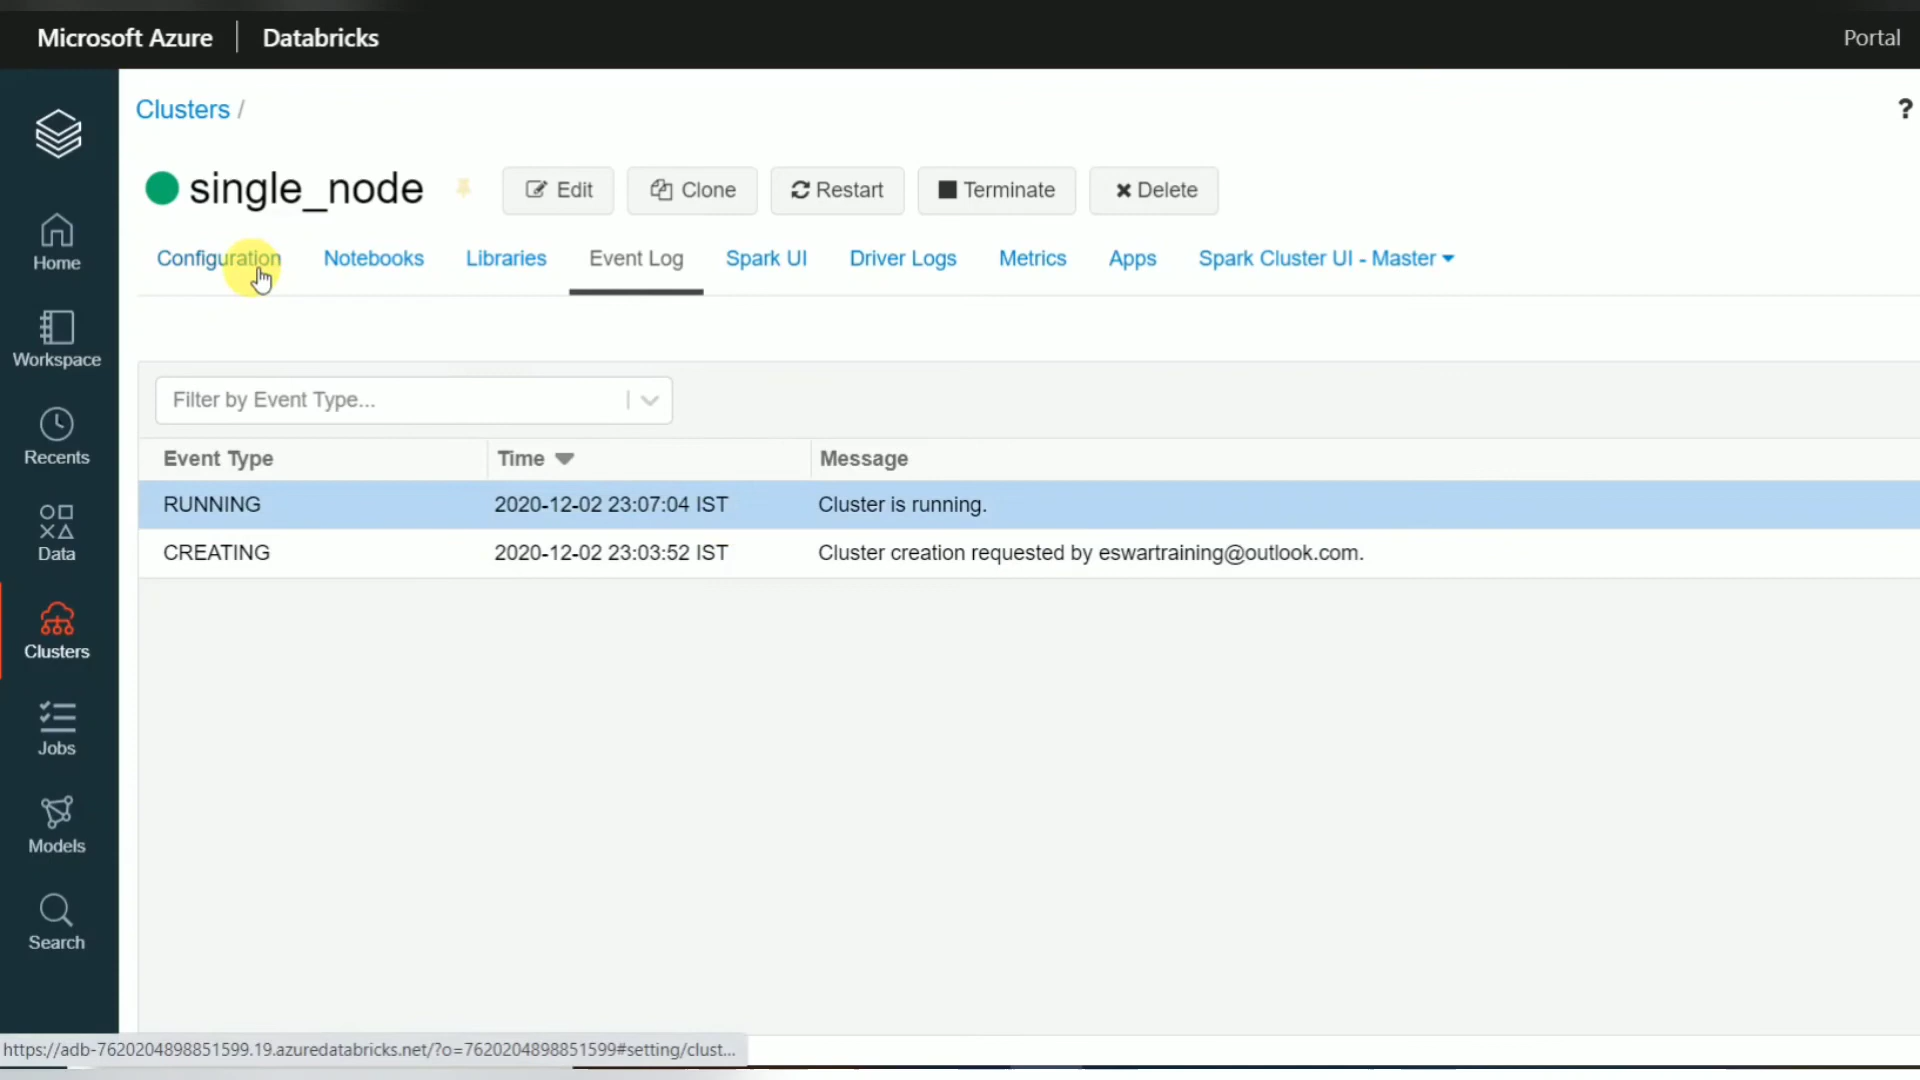 Microsoft Azure | Databricks Portal
Clusters / ?
single_node Edit Clone Restart Terminate Delete
Configuration Notebooks Libraries Event Log Spark UI Driver Logs Metrics Apps Spark Cluster UI - Master
Filter by Event Type...
Event Type Time Message
RUNNING 2020-12-02 23:07:04 IST Cluster is running.
CREATING 2020-12-02 23:03:52 IST Cluster creation requested by eswartraining@outlook.com.
Home
Workspace
Recents
Data
Clusters
Jobs
Models
Search
https://adb-7620204898851599.19.azuredatabricks.net/?o=7620204898851599#setting/clust...